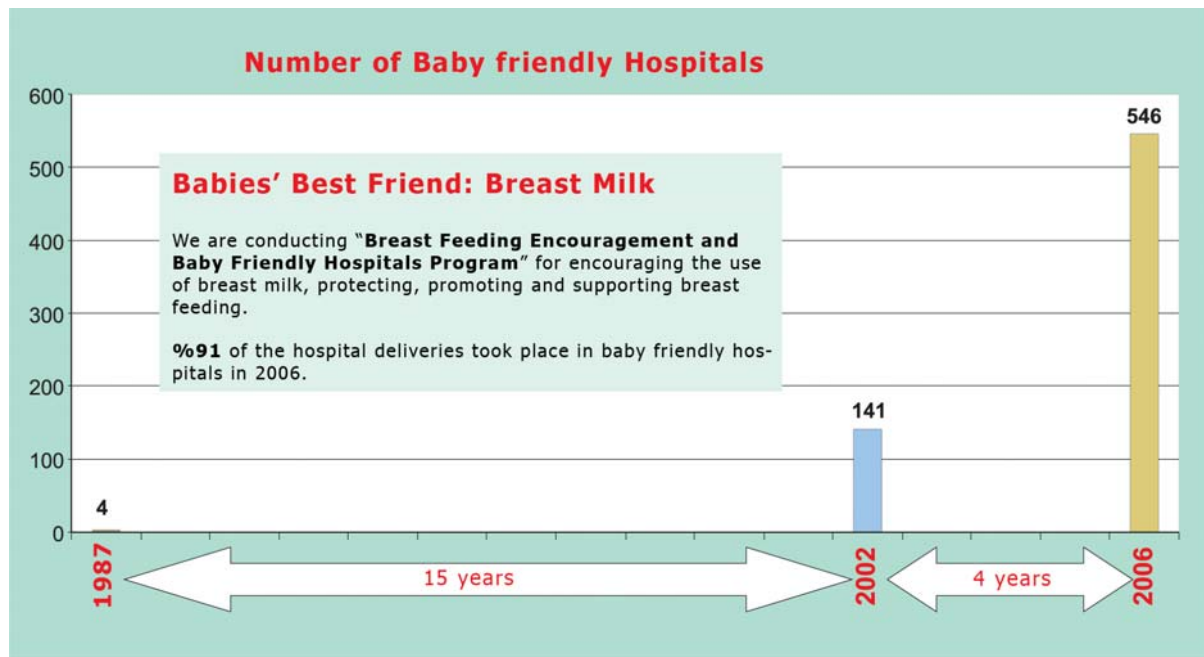 Number of Baby friendly Hospitals
600
500
400
300
200
100
0
Babies’ Best Friend: Breast Milk
We are conducting “Breast Feeding Encouragement and
Baby Friendly Hospitals Program” for encouraging the use
of breast milk, protecting, promoting and supporting breast
feeding.
%91 of the hospital deliveries took place in baby friendly hos-
pitals in 2006.
4
141
546
1987
15 years
2002
4 years
2006